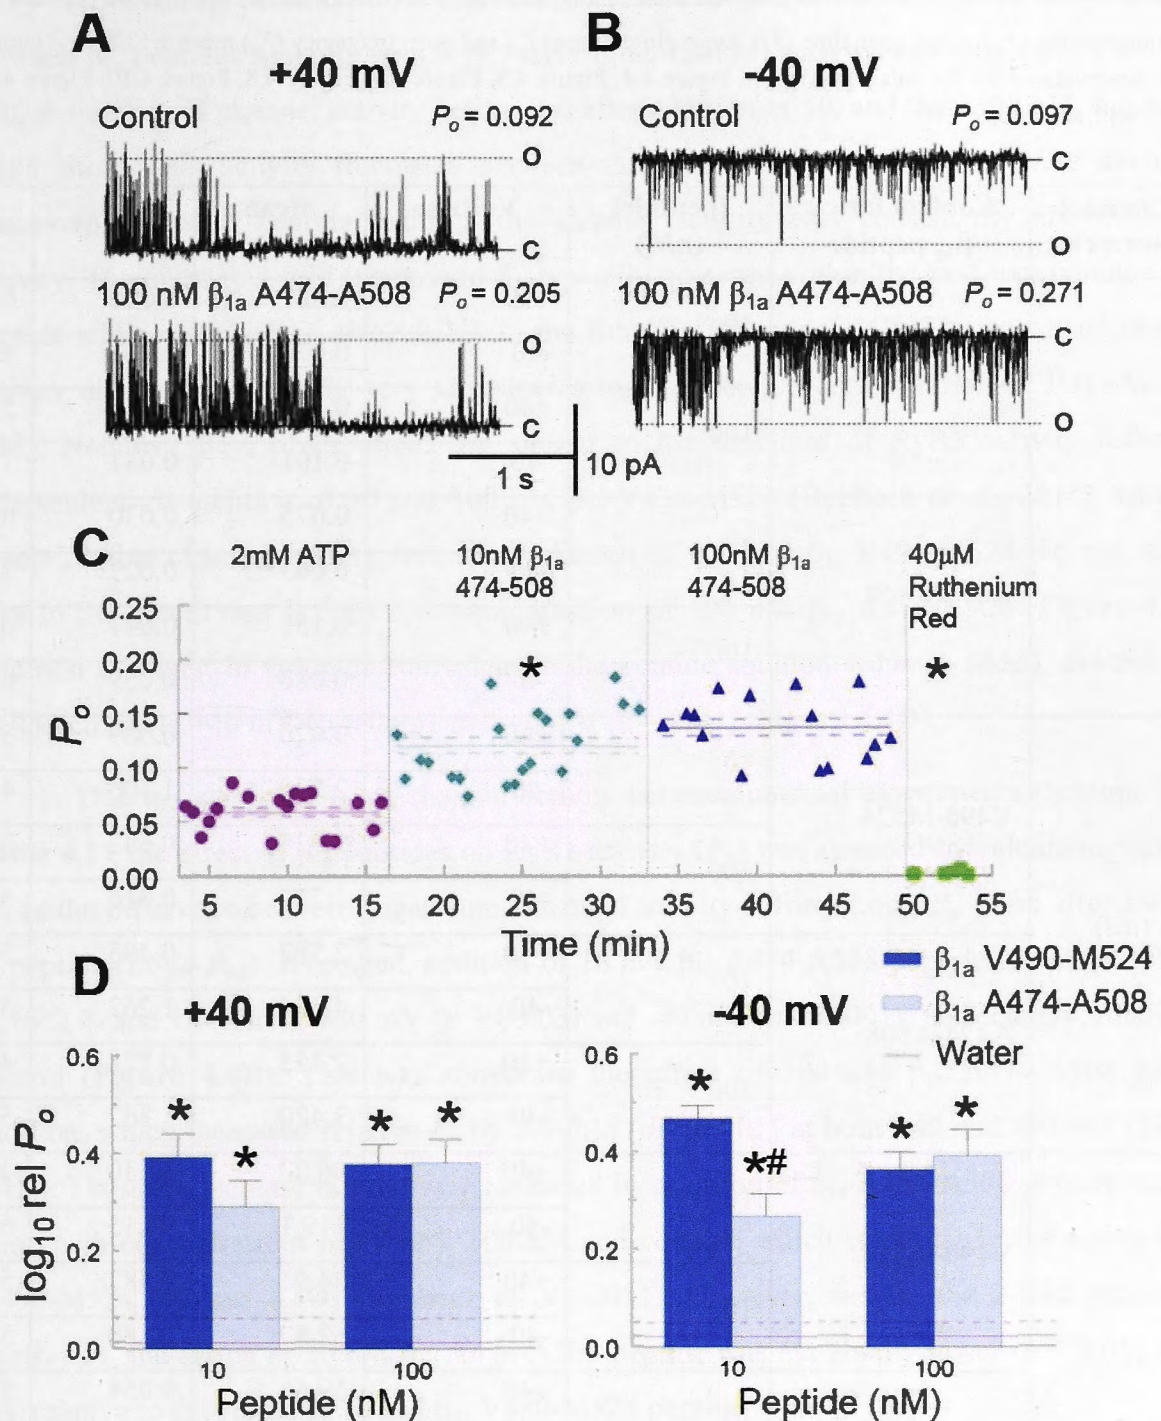 A
+40 mV
Control
Pₒ = 0.092
O
C
100 nM β₁ₐ A474-A508
Pₒ = 0.205
O
C
1 s
10 pA
B
-40 mV
Control
Pₒ = 0.097
C
O
100 nM β₁ₐ A474-A508
Pₒ = 0.271
C
O
C
2mM ATP
10nM β₁ₐ
474-508
100nM β₁ₐ
474-508
40µM
Ruthenium
Red
Pₒ
0.25
0.20
0.15
0.10
0.05
0.00
*
*
5 10 15 20 25 30 35 40 45 50 55
Time (min)
β₁ₐ V490-M524
β₁ₐ A474-A508
Water
D
+40 mV
log₁₀ rel Pₒ
0.6
0.4
0.2
0.0
* * * *
10 100
Peptide (nM)
-40 mV
0.6
0.4
0.2
0.0
* *# * *
10 100
Peptide (nM)